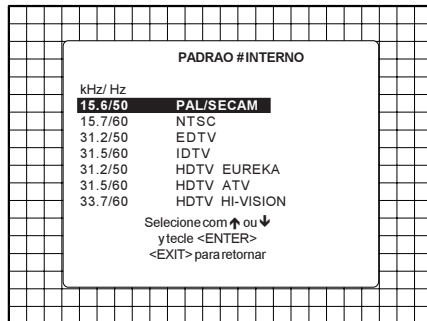 PADRAO # INTERNO
kHz/ Hz
15.6/50 PAL/SECAM
15.7/60 NTSC
31.2/50 EDTV
31.5/60 IDTV
31.2/50 HDTV EUREKA
31.5/60 HDTV ATV
33.7/60 HDTV HI-VISION
Selecione com ↑ ou ↓
y tecle <ENTER>
<EXIT> para retornar